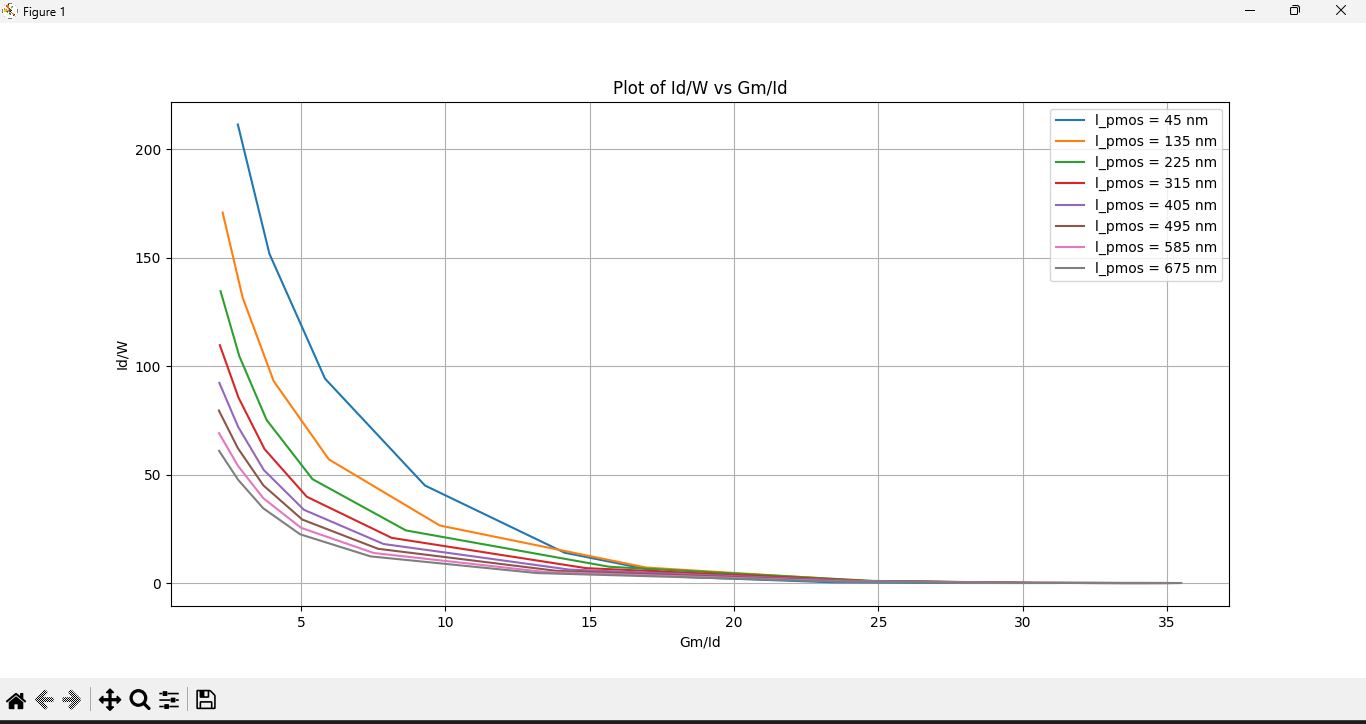 Figure 1
Plot of Id/W vs Gm/Id
l_pmos = 45 nm
l_pmos = 135 nm
l_pmos = 225 nm
l_pmos = 315 nm
l_pmos = 405 nm
l_pmos = 495 nm
l_pmos = 585 nm
l_pmos = 675 nm
200
150
100
50
0
Id/W
5 10 15 20 25 30 35
Gm/Id